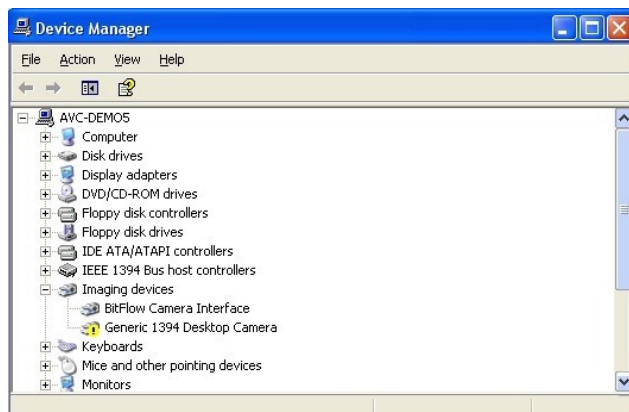 Device Manager
File Action View Help
AVC-DEMO5
Computer
Disk drives
Display adapters
DVD/CD-ROM drives
Floppy disk controllers
Floppy disk drives
IDE ATA/ATAPI controllers
IEEE 1394 Bus host controllers
Imaging devices
BitFlow Camera Interface
Generic 1394 Desktop Camera
Keyboards
Mice and other pointing devices
Monitors